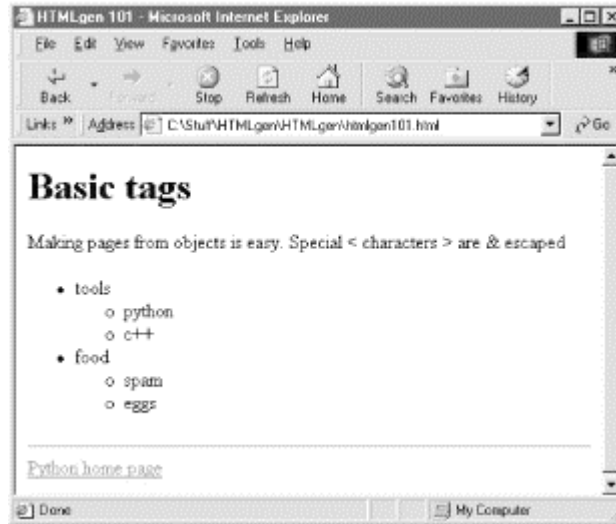 HTMLgen 101 - Microsoft Internet Explorer
File Edit View Favorites Tools Help
Back Forward Stop Refresh Home Search Favorites History
Links » Address C:\Stuff\HTMLgen\HTMLgen\htmlgen101.html Go
Basic tags
Making pages from objects is easy. Special < characters > are & escaped
• tools
o python
o c++
• food
o spam
o eggs
Python home page
Done My Computer